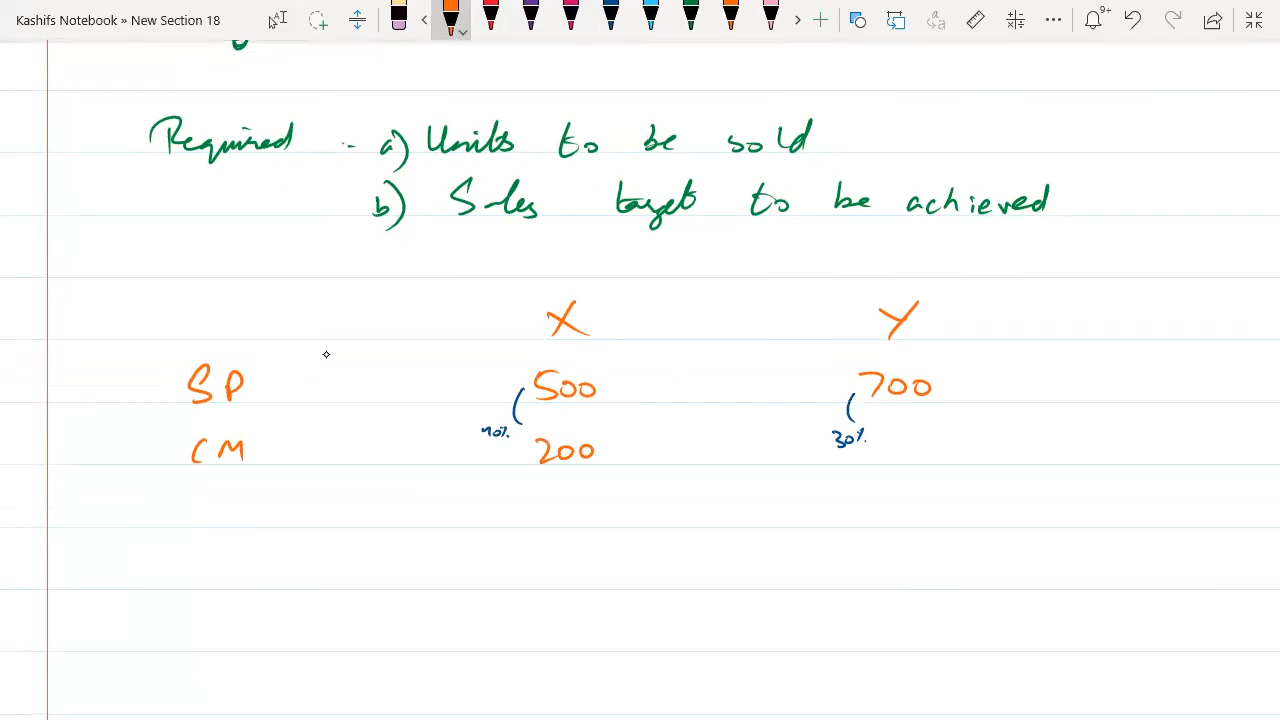 Kashifs Notebook » New Section 18
9+
Required :- a) Units to be sold
b) Sales target to be achieved
X Y
SP 500 700
40% 30%
CM 200